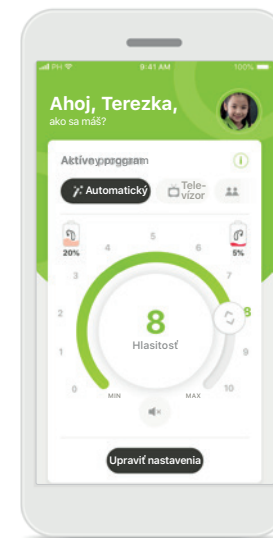 PH 9:41 AM 100%
Ahoj, Terezka,
ako sa máš?
Aktívny program
Automatický
Tele-
vízor
20%
5%
5
4
6
3
7
2
8
1
9
0
10
8
Hlasitosť
MIN
MAX
Upraviť nastavenia